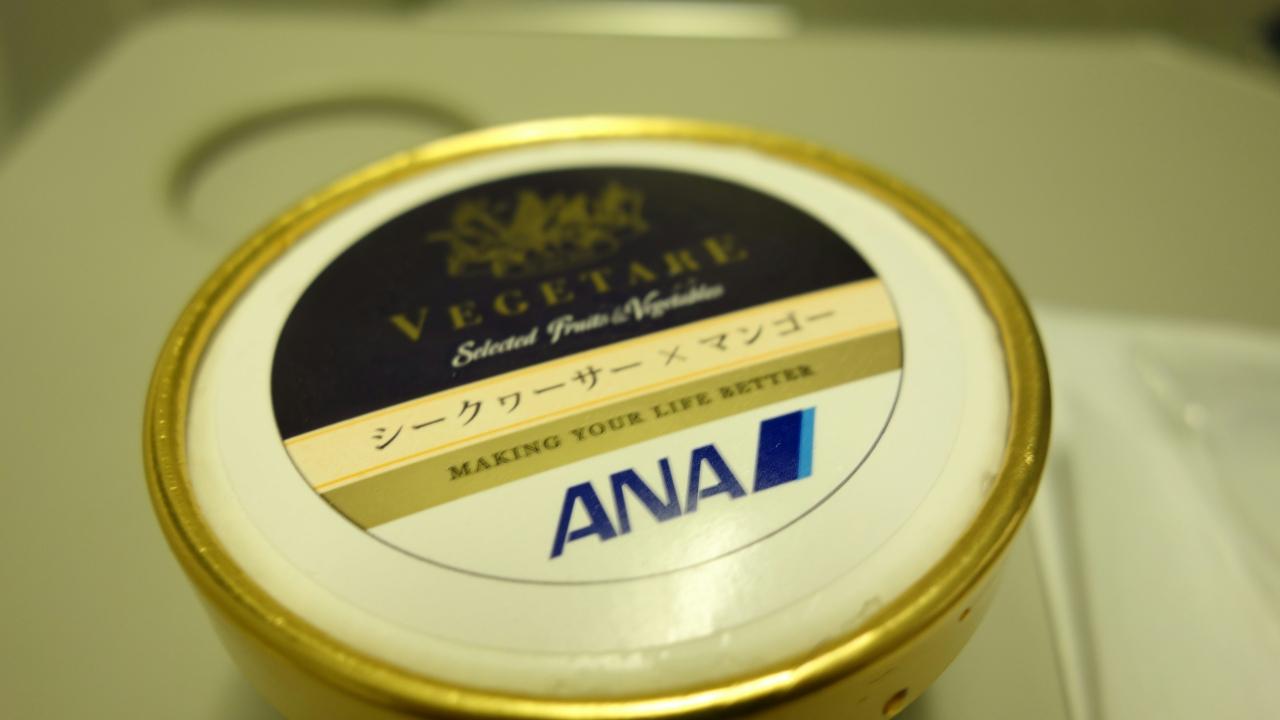 VEGETARE
Selected Fruits & Vegetables
シークヮーサー × マンゴー
MAKING YOUR LIFE BETTER
ANA